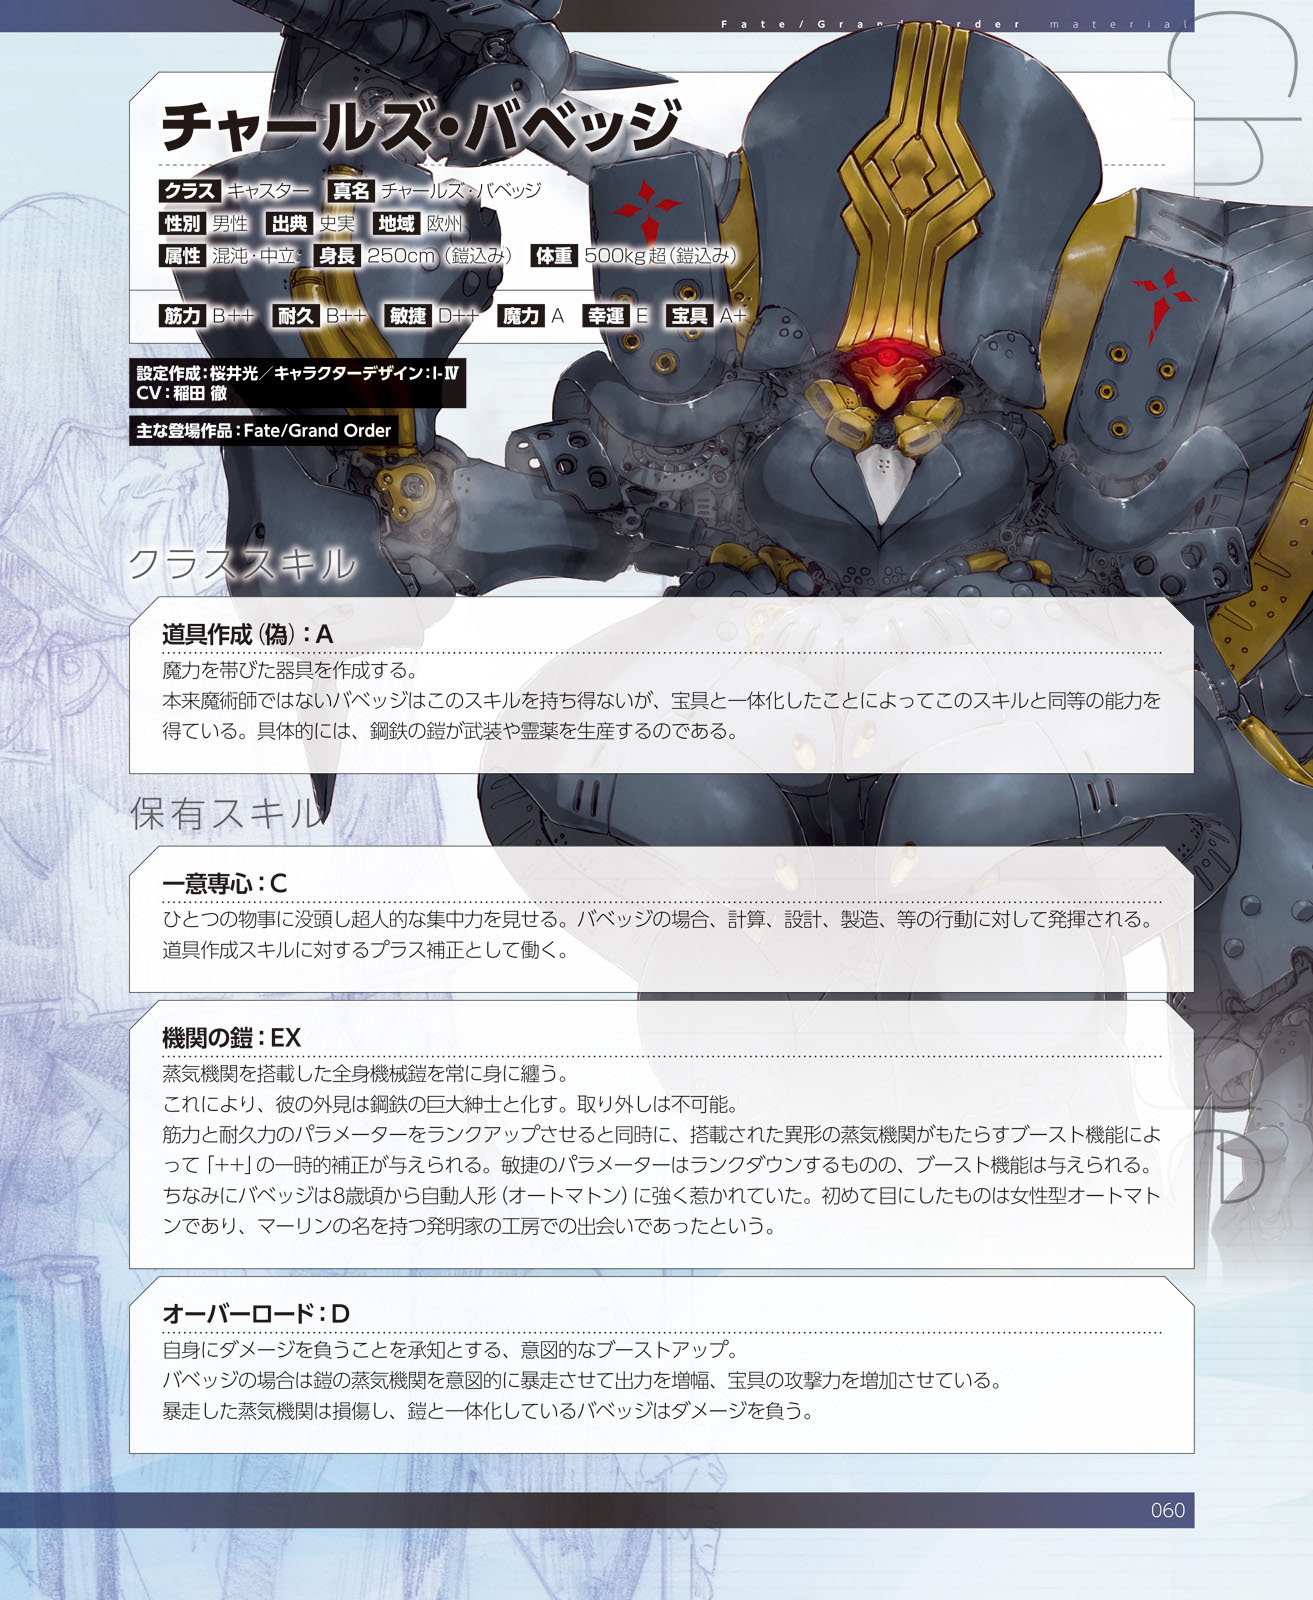 Fate/Grand Order material
チャールズ・バベッジ
クラス キャスター 真名 チャールズ・バベッジ
性別 男性 出典 史実 地域 欧州
属性 混沌・中立 身長 250cm（鎧込み） 体重 500kg超（鎧込み）
筋力 B++ 耐久 B++ 敏捷 D++ 魔力 A 幸運 E 宝具 A+
設定作成：桜井光／キャラクターデザイン：I-Ⅳ
CV：稲田 徹
主な登場作品：Fate/Grand Order
クラススキル
道具作成（偽）：A
魔力を帯びた器具を作成する。
本来魔術師ではないバベッジはこのスキルを持ち得ないが、宝具と一体化したことによってこのスキルと同等の能力を
得ている。具体的には、鋼鉄の鎧が武装や霊薬を生産するのである。
保有スキル
一意専心：C
ひとつの物事に没頭し超人的な集中力を見せる。バベッジの場合、計算、設計、製造、等の行動に対して発揮される。
道具作成スキルに対するプラス補正として働く。
機関の鎧：EX
蒸気機関を搭載した全身機械鎧を常に身に纏う。
これにより、彼の外見は鋼鉄の巨大紳士と化す。取り外しは不可能。
筋力と耐久力のパラメーターをランクアップさせると同時に、搭載された異形の蒸気機関がもたらすブースト機能によ
って「++」の一時的補正が与えられる。敏捷のパラメーターはランクダウンするものの、ブースト機能は与えられる。
ちなみにバベッジは8歳頃から自動人形（オートマトン）に強く惹かれていた。初めて目にしたものは女性型オートマト
ンであり、マーリンの名を持つ発明家の工房での出会いであったという。
オーバーロード：D
自身にダメージを負うことを承知とする、意図的なブーストアップ。
バベッジの場合は鎧の蒸気機関を意図的に暴走させて出力を増幅、宝具の攻撃力を増加させている。
暴走した蒸気機関は損傷し、鎧と一体化しているバベッジはダメージを負う。
060